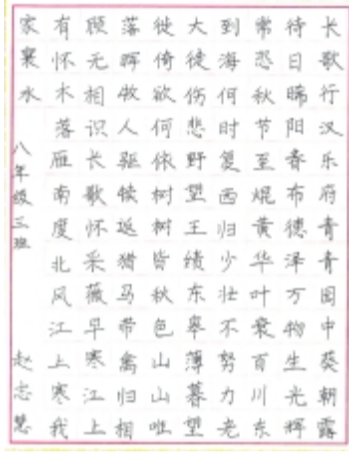 长歌行汉乐府青青园中葵朝露
待日晞阳春布德泽万物生光辉
常恐秋节至焜黄华叶衰百川东
到海何时复西归少壮不努力老
大徒伤悲野望王绩东皋薄暮望
徙倚欲何依树树皆秋色山山唯
落晖牧人驱犊返猎马带禽归相
顾无相识长歌怀采薇早寒江上
有怀木落雁南度北风江上寒我
家襄水 八年级三班 赵志慧